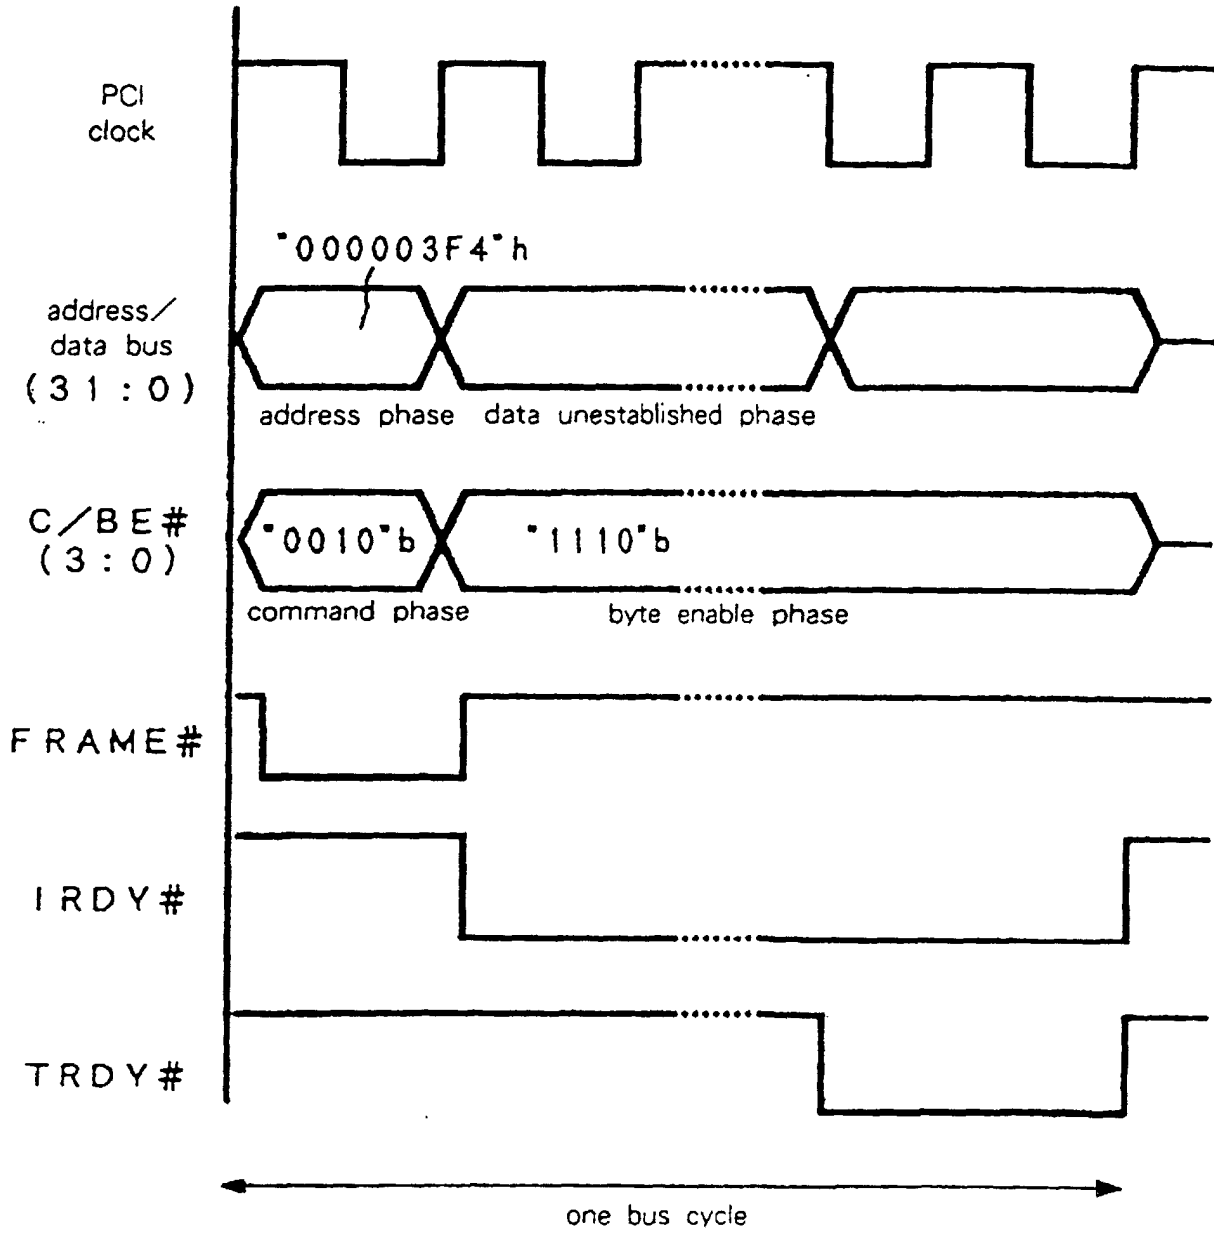 PCI
clock
"000003F4"h
address/
data bus
(31:0)
address phase data unestablished phase
C/BE#
(3:0)
"0010"b "1110"b
command phase byte enable phase
FRAME#
IRDY#
TRDY#
one bus cycle